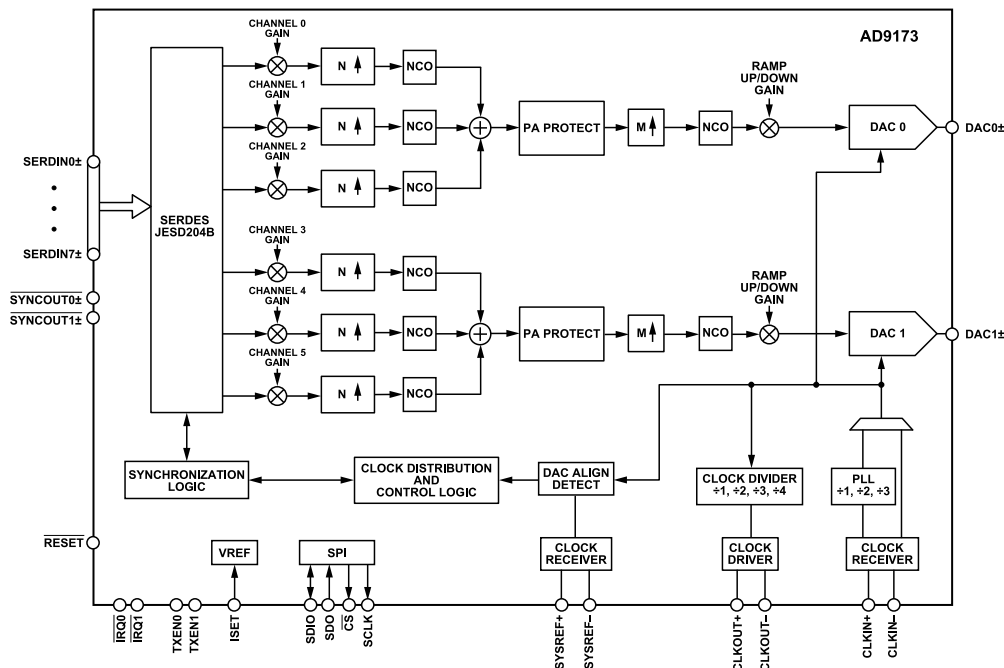 AD9173
CHANNEL 0
GAIN
N
NCO
CHANNEL 1
GAIN
N
NCO
CHANNEL 2
GAIN
N
NCO
PA PROTECT
M
NCO
RAMP
UP/DOWN
GAIN
DAC 0
DAC0±
SERDIN0±
SERDIN7±
SYNCOUT0±
SYNCOUT1±
SERDES
JESD204B
CHANNEL 3
GAIN
N
NCO
CHANNEL 4
GAIN
N
NCO
CHANNEL 5
GAIN
N
NCO
PA PROTECT
M
NCO
RAMP
UP/DOWN
GAIN
DAC 1
DAC1±
SYNCHRONIZATION
LOGIC
CLOCK DISTRIBUTION
AND
CONTROL LOGIC
DAC ALIGN
DETECT
CLOCK DIVIDER
÷1, ÷2, ÷3, ÷4
PLL
÷1, ÷2, ÷3
RESET
VREF
SPI
CLOCK
RECEIVER
CLOCK
DRIVER
CLOCK
RECEIVER
IRQ0
IRQ1
TXEN0
TXEN1
ISET
SDIO
SDO
CS
SCLK
SYSREF+
SYSREF–
CLKOUT+
CLKOUT–
CLKIN+
CLKIN–